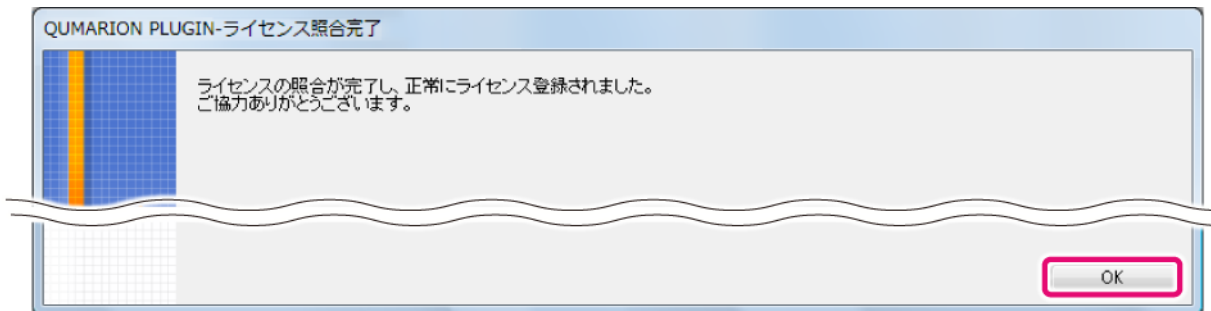 QUMARION PLUGIN-ライセンス照合完了
ライセンスの照合が完了し、正常にライセンス登録されました。
ご協力ありがとうございます。
OK